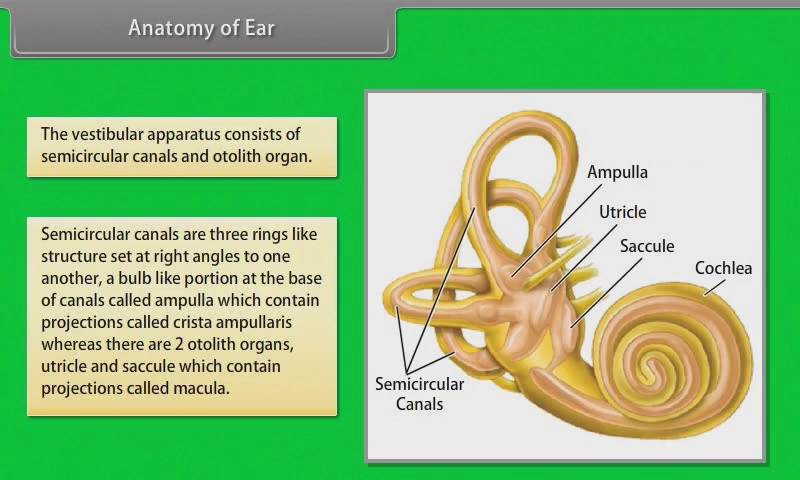 Anatomy of Ear
The vestibular apparatus consists of
semicircular canals and otolith organ.
Semicircular canals are three rings like
structure set at right angles to one
another, a bulb like portion at the base
of canals called ampulla which contain
projections called crista ampullaris
whereas there are 2 otolith organs,
utricle and saccule which contain
projections called macula.
Ampulla
Utricle
Saccule
Cochlea
Semicircular
Canals